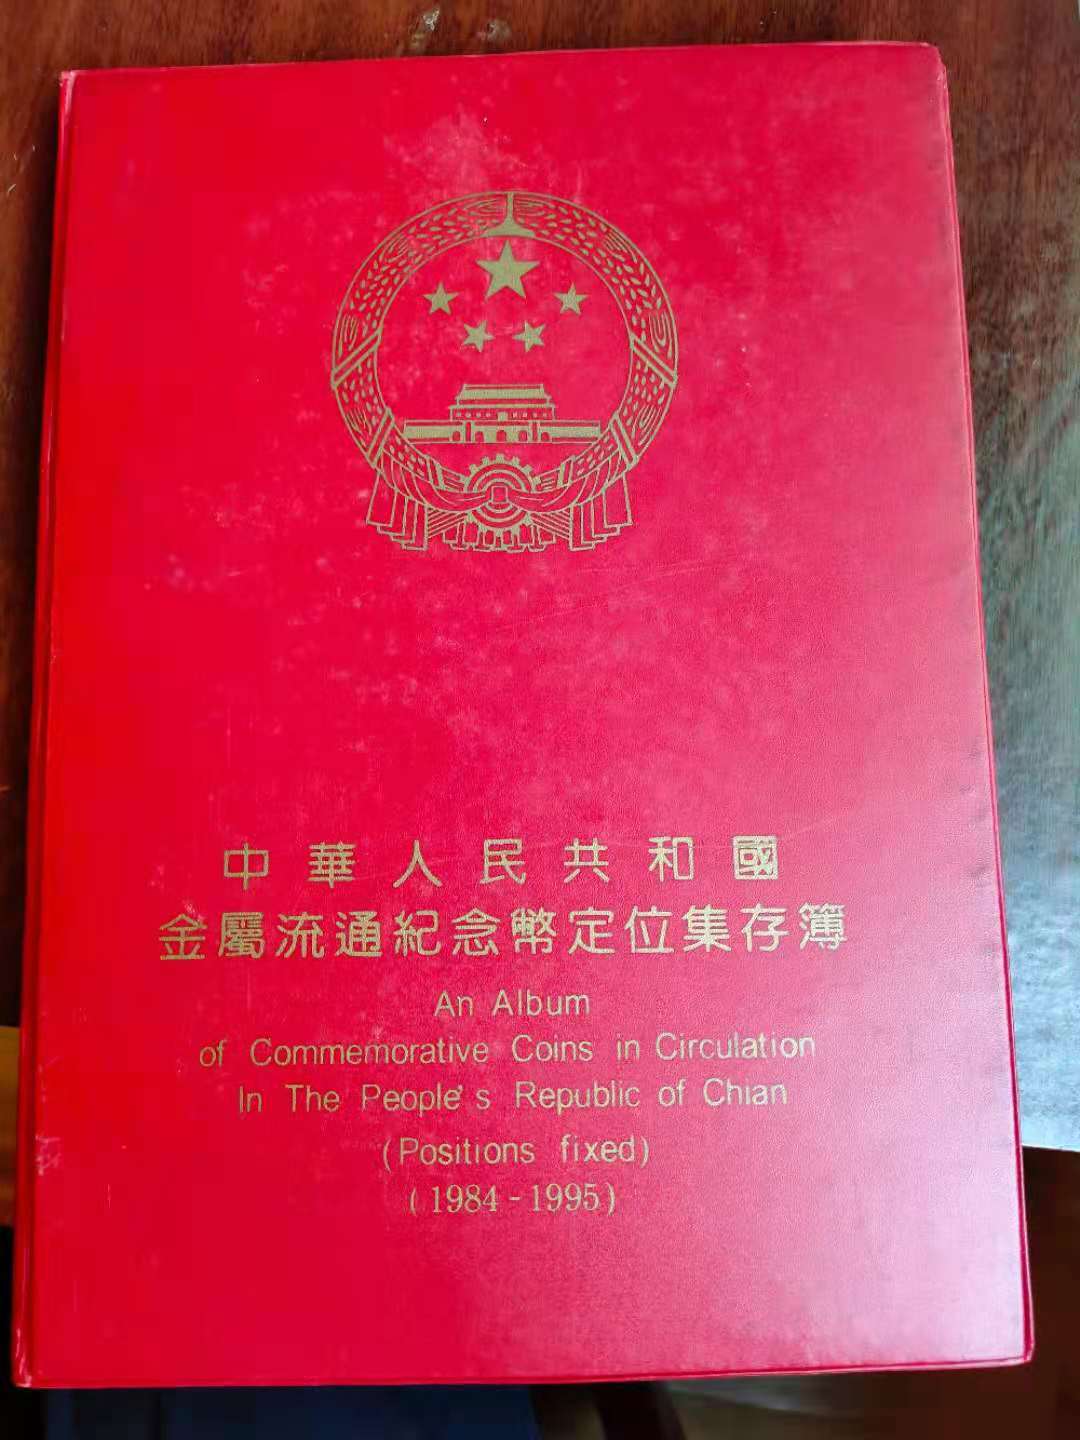 中華人民共和國
金屬流通紀念幣定位集存簿
An Album
of Commemorative Coins in Circulation
In The People's Republic of Chian
(Positions fixed)
(1984-1995)